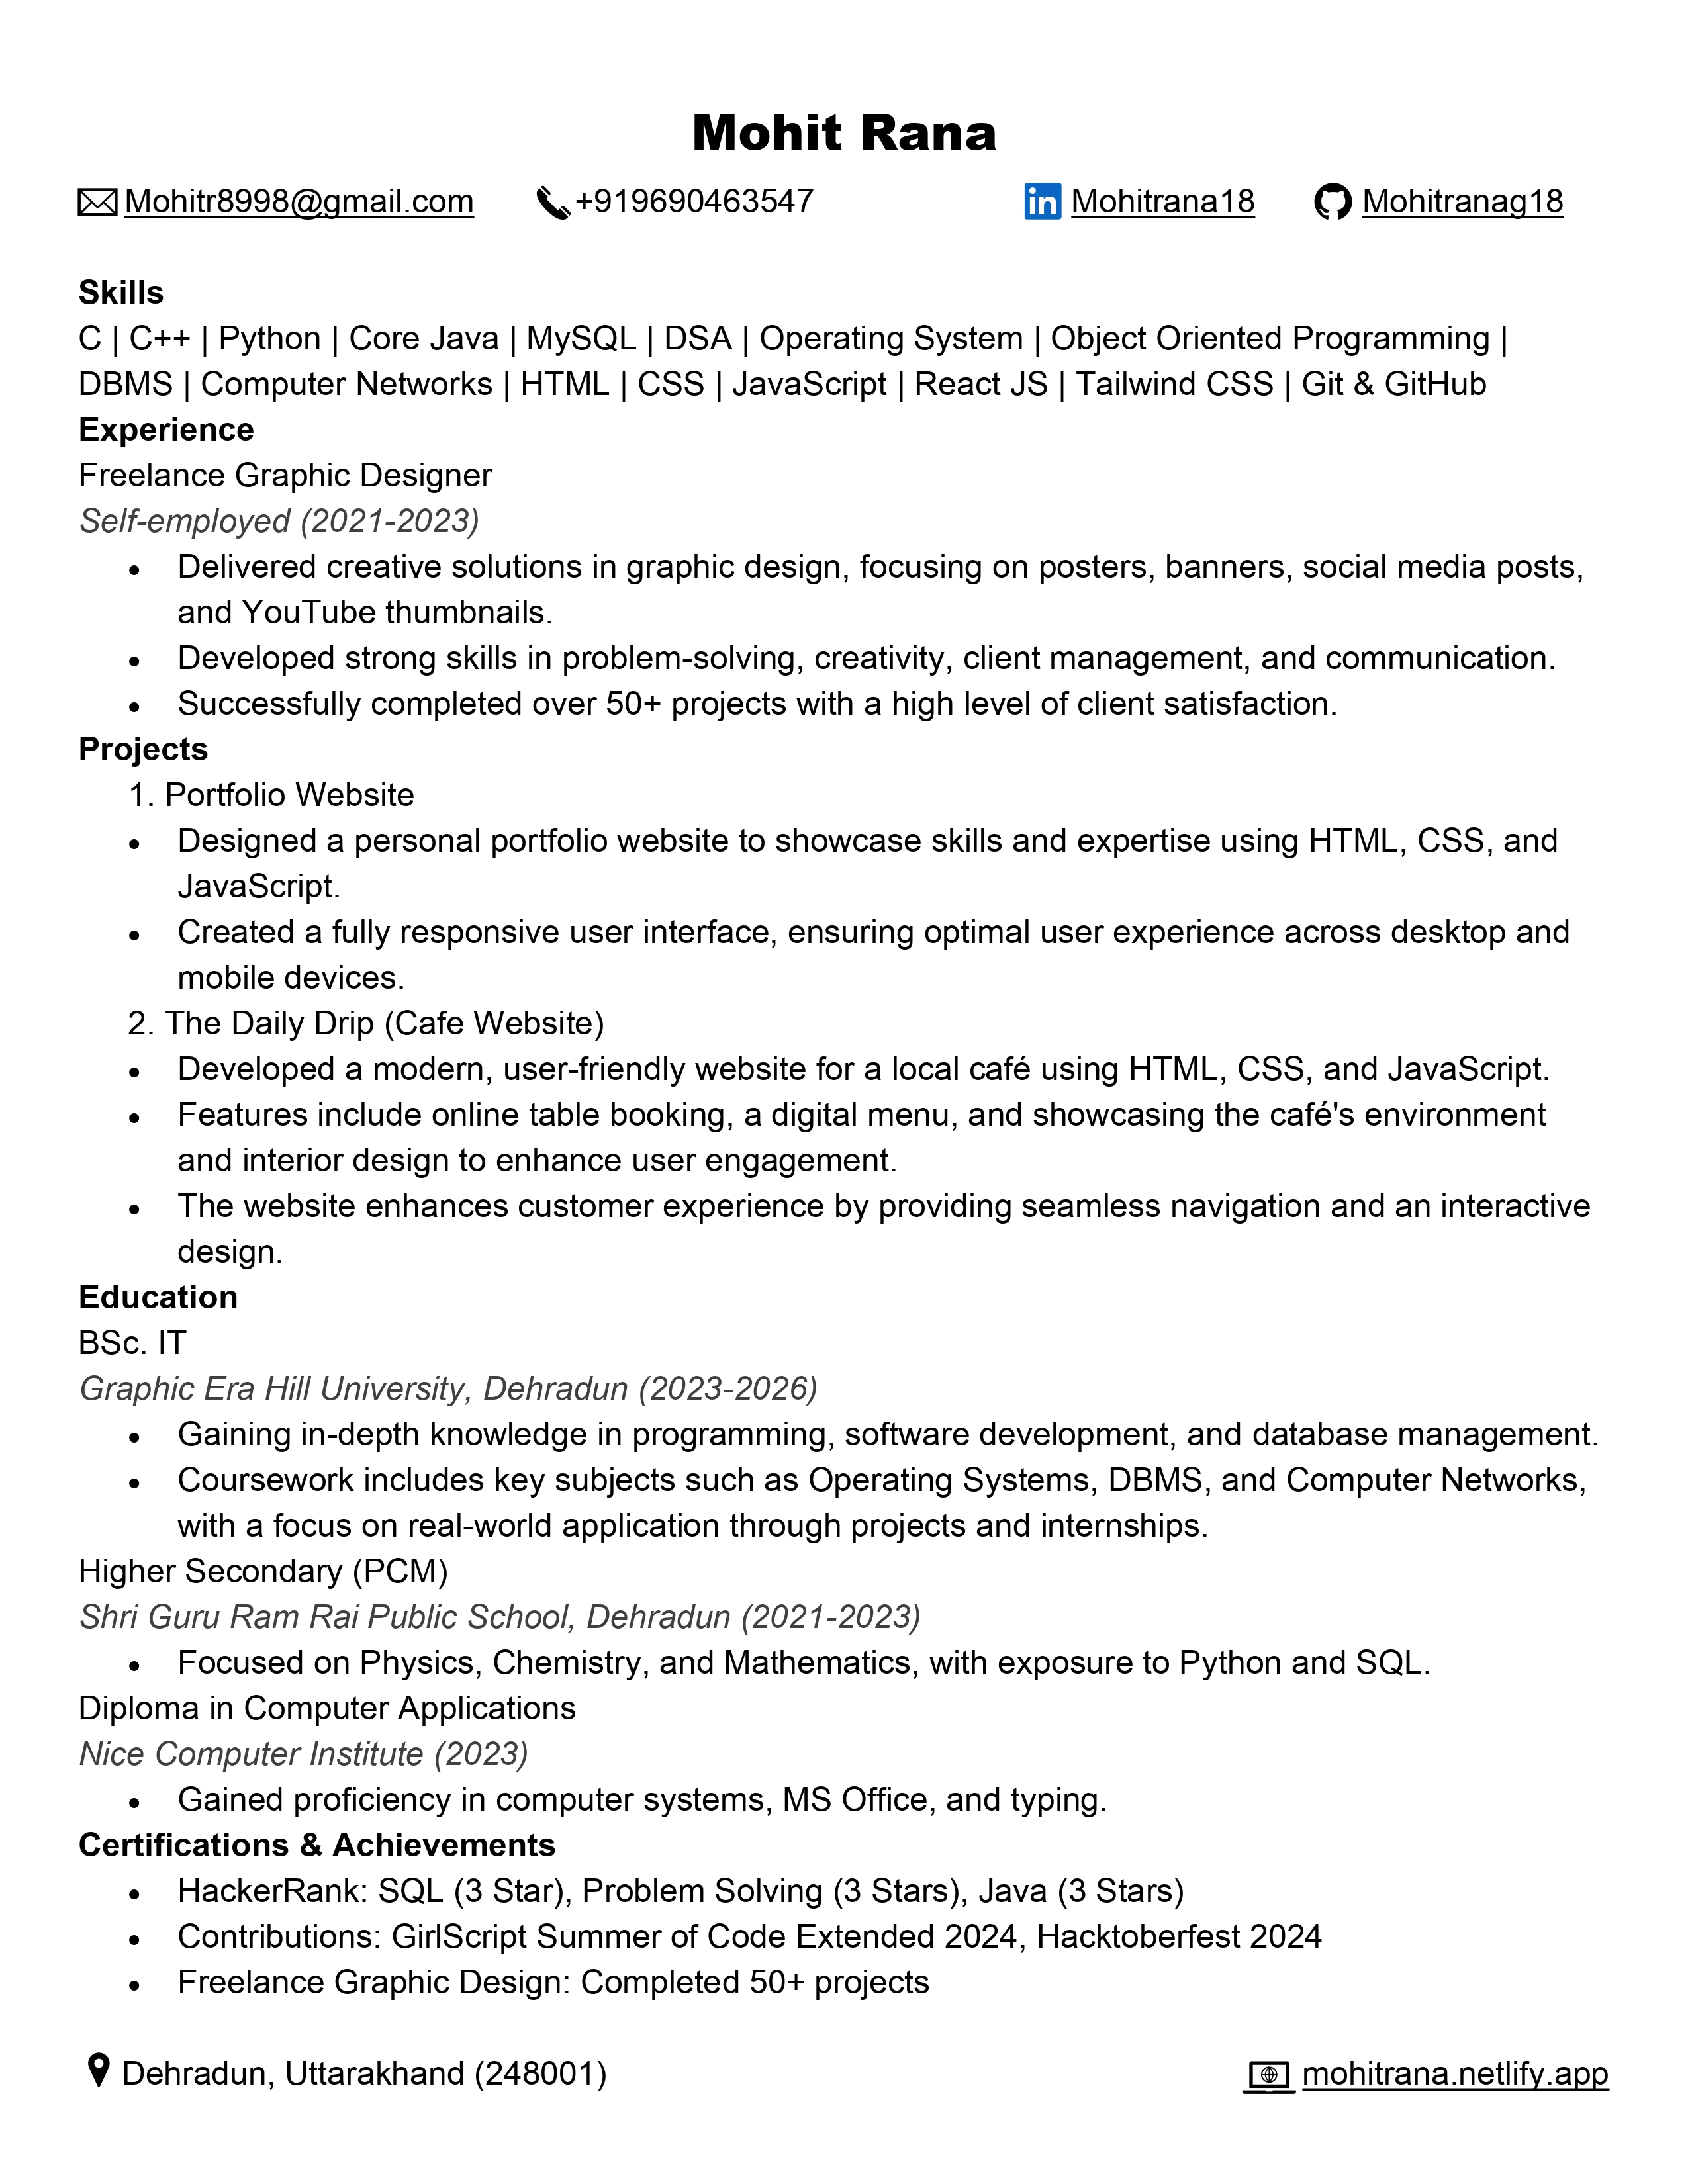 Mohit Rana
Mohitr8998@gmail.com +919690463547 in Mohitrana18 Mohitranag18
Skills
C | C++ | Python | Core Java | MySQL | DSA | Operating System | Object Oriented Programming |
DBMS | Computer Networks | HTML | CSS | JavaScript | React JS | Tailwind CSS | Git & GitHub
Experience
Freelance Graphic Designer
Self-employed (2021-2023)
• Delivered creative solutions in graphic design, focusing on posters, banners, social media posts,
and YouTube thumbnails.
• Developed strong skills in problem-solving, creativity, client management, and communication.
• Successfully completed over 50+ projects with a high level of client satisfaction.
Projects
1. Portfolio Website
• Designed a personal portfolio website to showcase skills and expertise using HTML, CSS, and
JavaScript.
• Created a fully responsive user interface, ensuring optimal user experience across desktop and
mobile devices.
2. The Daily Drip (Cafe Website)
• Developed a modern, user-friendly website for a local café using HTML, CSS, and JavaScript.
• Features include online table booking, a digital menu, and showcasing the café's environment
and interior design to enhance user engagement.
• The website enhances customer experience by providing seamless navigation and an interactive
design.
Education
BSc. IT
Graphic Era Hill University, Dehradun (2023-2026)
• Gaining in-depth knowledge in programming, software development, and database management.
• Coursework includes key subjects such as Operating Systems, DBMS, and Computer Networks,
with a focus on real-world application through projects and internships.
Higher Secondary (PCM)
Shri Guru Ram Rai Public School, Dehradun (2021-2023)
• Focused on Physics, Chemistry, and Mathematics, with exposure to Python and SQL.
Diploma in Computer Applications
Nice Computer Institute (2023)
• Gained proficiency in computer systems, MS Office, and typing.
Certifications & Achievements
• HackerRank: SQL (3 Star), Problem Solving (3 Stars), Java (3 Stars)
• Contributions: GirlScript Summer of Code Extended 2024, Hacktoberfest 2024
• Freelance Graphic Design: Completed 50+ projects
Dehradun, Uttarakhand (248001) mohitrana.netlify.app